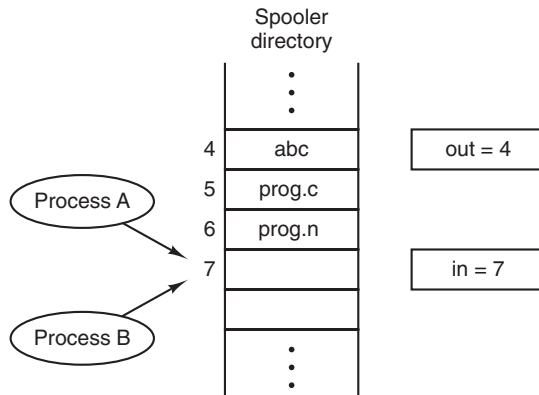 Spooler
directory
4 abc out = 4
Process A
5 prog.c
6 prog.n
7 in = 7
Process B